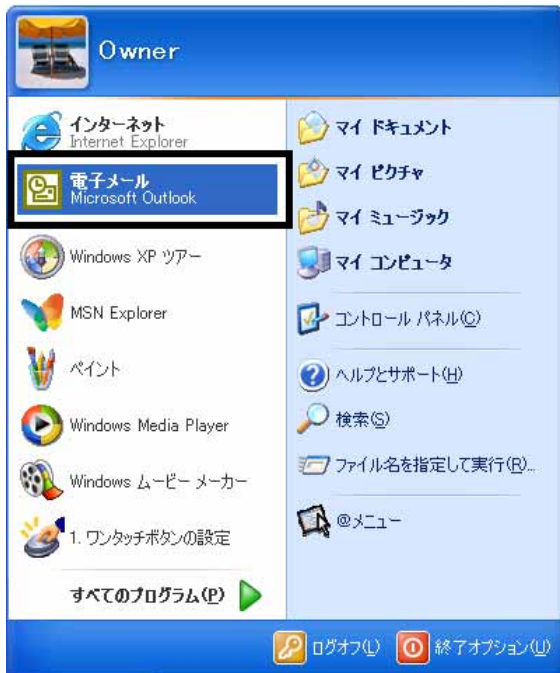 Owner
インターネット
Internet Explorer
電子メール
Microsoft Outlook
Windows XP ツアー
MSN Explorer
ペイント
Windows Media Player
Windows ムービー メーカー
1. ワンタッチボタンの設定
すべてのプログラム(P)
マイ ドキュメント
マイ ピクチャ
マイ ミュージック
マイ コンピュータ
コントロール パネル(C)
ヘルプとサポート(H)
検索(S)
ファイル名を指定して実行(R)...
@メニュー
ログオフ(L)
終了オプション(U)